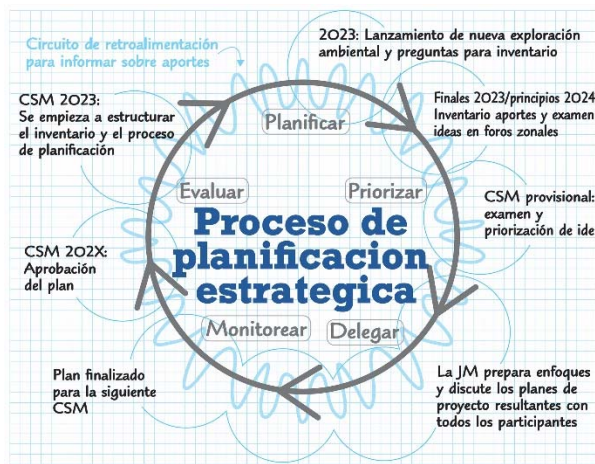 Circuito de retroalimentación
para informar sobre aportes
2023: Lanzamiento de nueva exploración
ambiental y preguntas para inventario
CSM 2023:
Se empieza a estructurar
el inventario y el proceso
de planificación
Finales 2023/principios 2024
Inventario aportes y examen
ideas en foros zonales
Planificar
Evaluar
Priorizar
CSM provisional:
examen y
priorización de ide
Proceso de
planificacion
estrategica
CSM 202X:
Aprobación
del plan
Monitorear
Delegar
Plan finalizado
para la siguiente
CSM
La JM prepara enfoques
y discute los planes de
proyecto resultantes con
todos los participantes